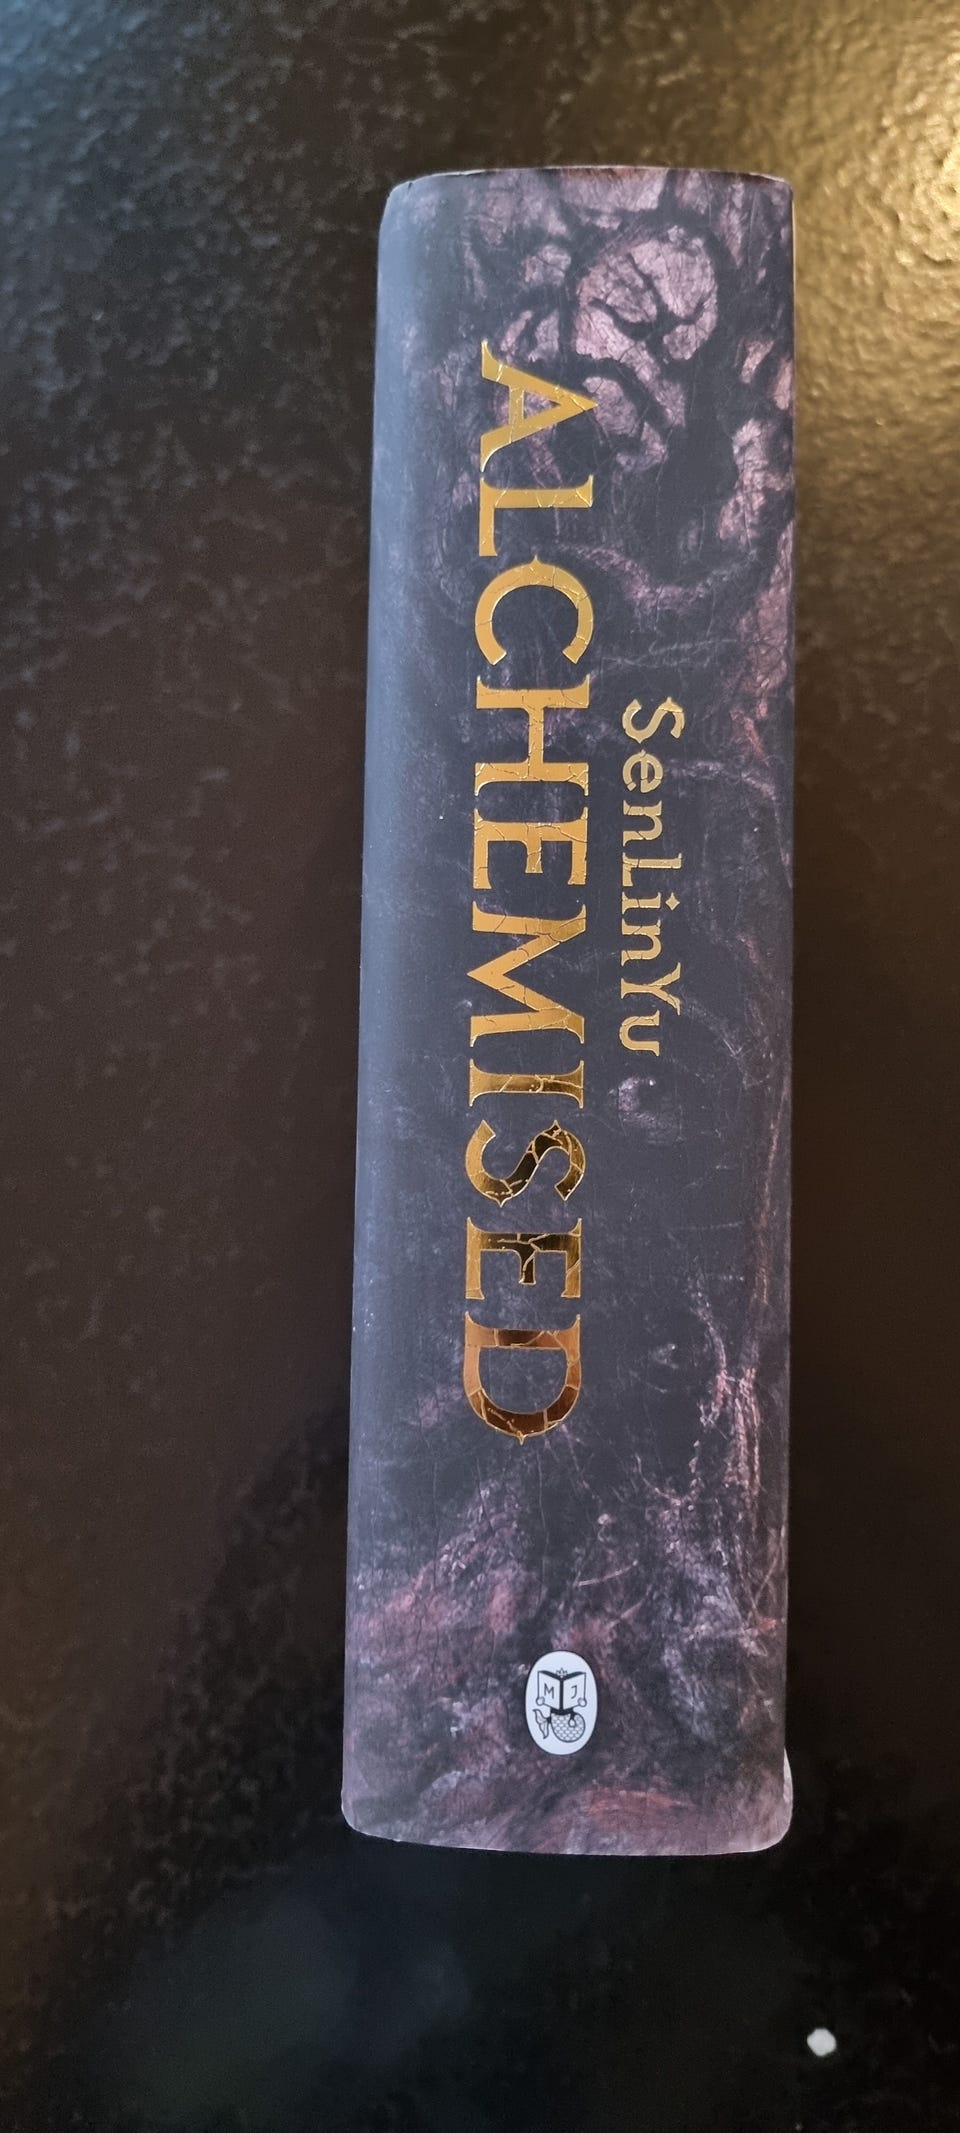 SenLinYu
ALCHEMISED
M J